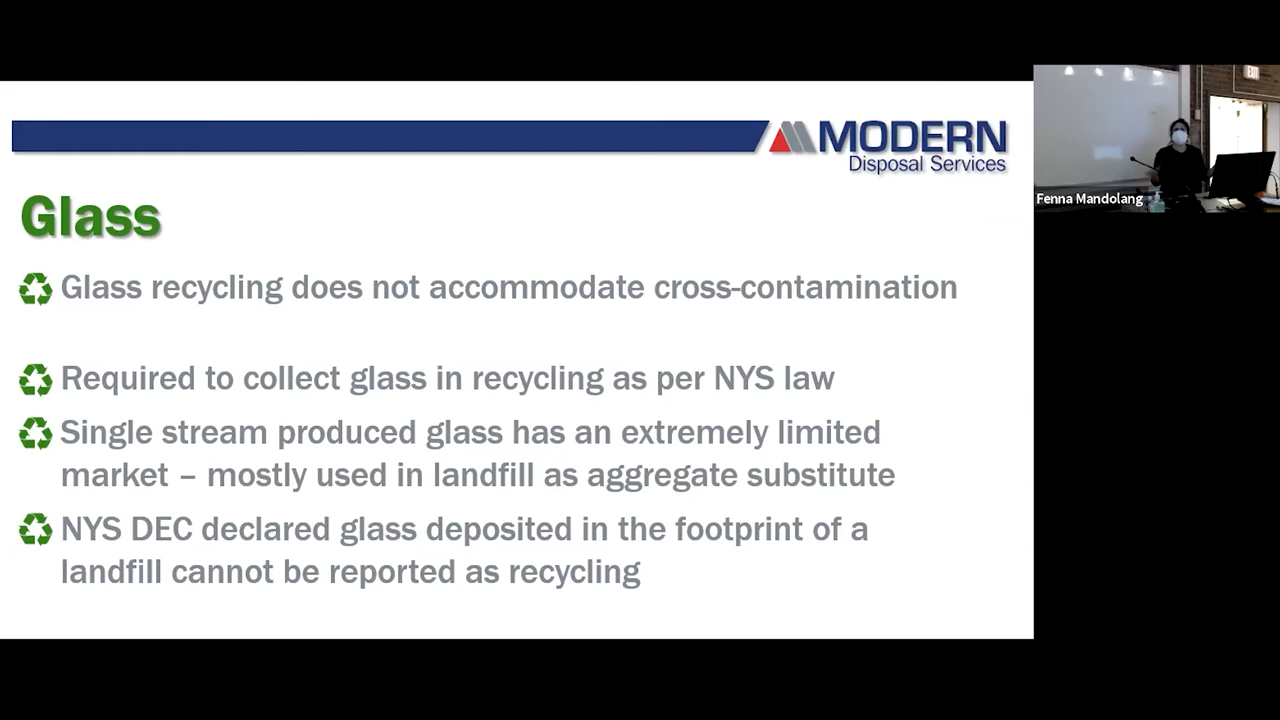 MODERN
Disposal Services
EXIT
Fenna Mandolang
Glass
Glass recycling does not accommodate cross-contamination
Required to collect glass in recycling as per NYS law
Single stream produced glass has an extremely limited
market – mostly used in landfill as aggregate substitute
NYS DEC declared glass deposited in the footprint of a
landfill cannot be reported as recycling